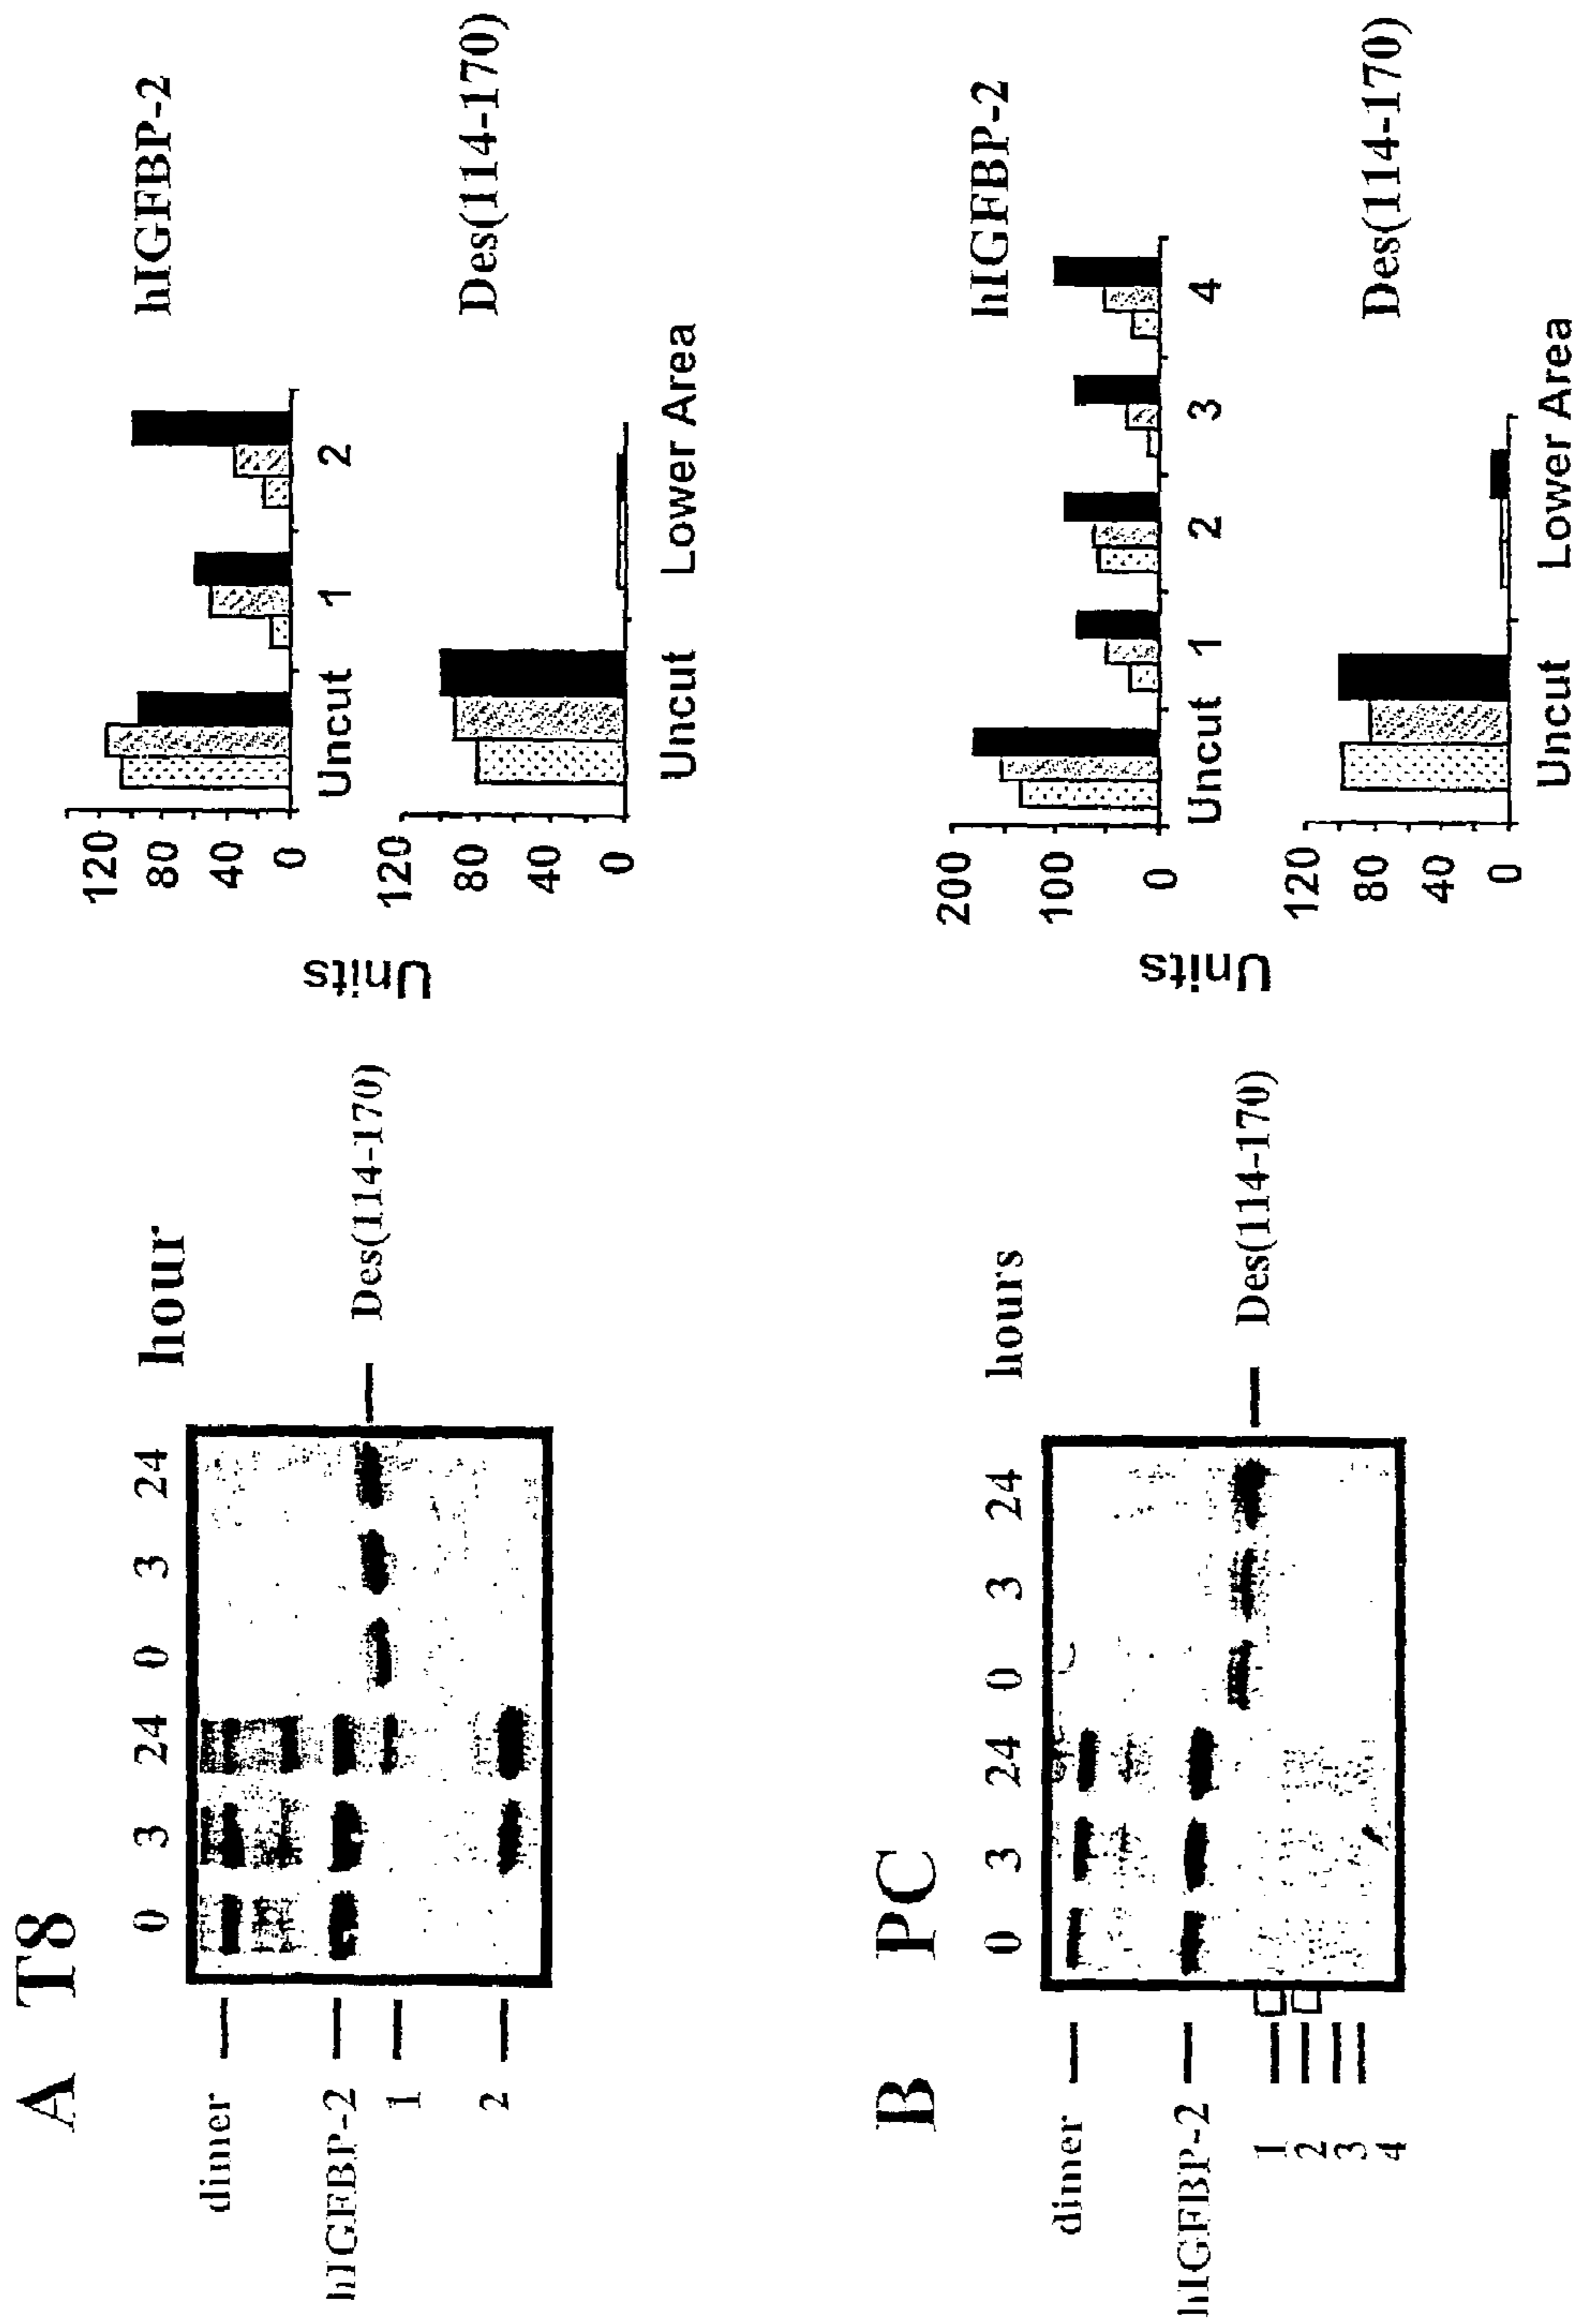 A T8
0 3 24 0 3 24 hour
dimer
hIGFBP-2
1
2
Des(114-170)
hIGFBP-2
120
80
40
0
Uncut 1 2
Units
Des(114-170)
120
80
40
0
Uncut Lower Area
B PC
0 3 24 0 3 24 hours
dimer
hIGFBP-2
1
2
3
4
Des(114-170)
hIGFBP-2
200
100
0
Uncut 1 2 3 4
Units
Des(114-170)
120
80
40
0
Uncut Lower Area